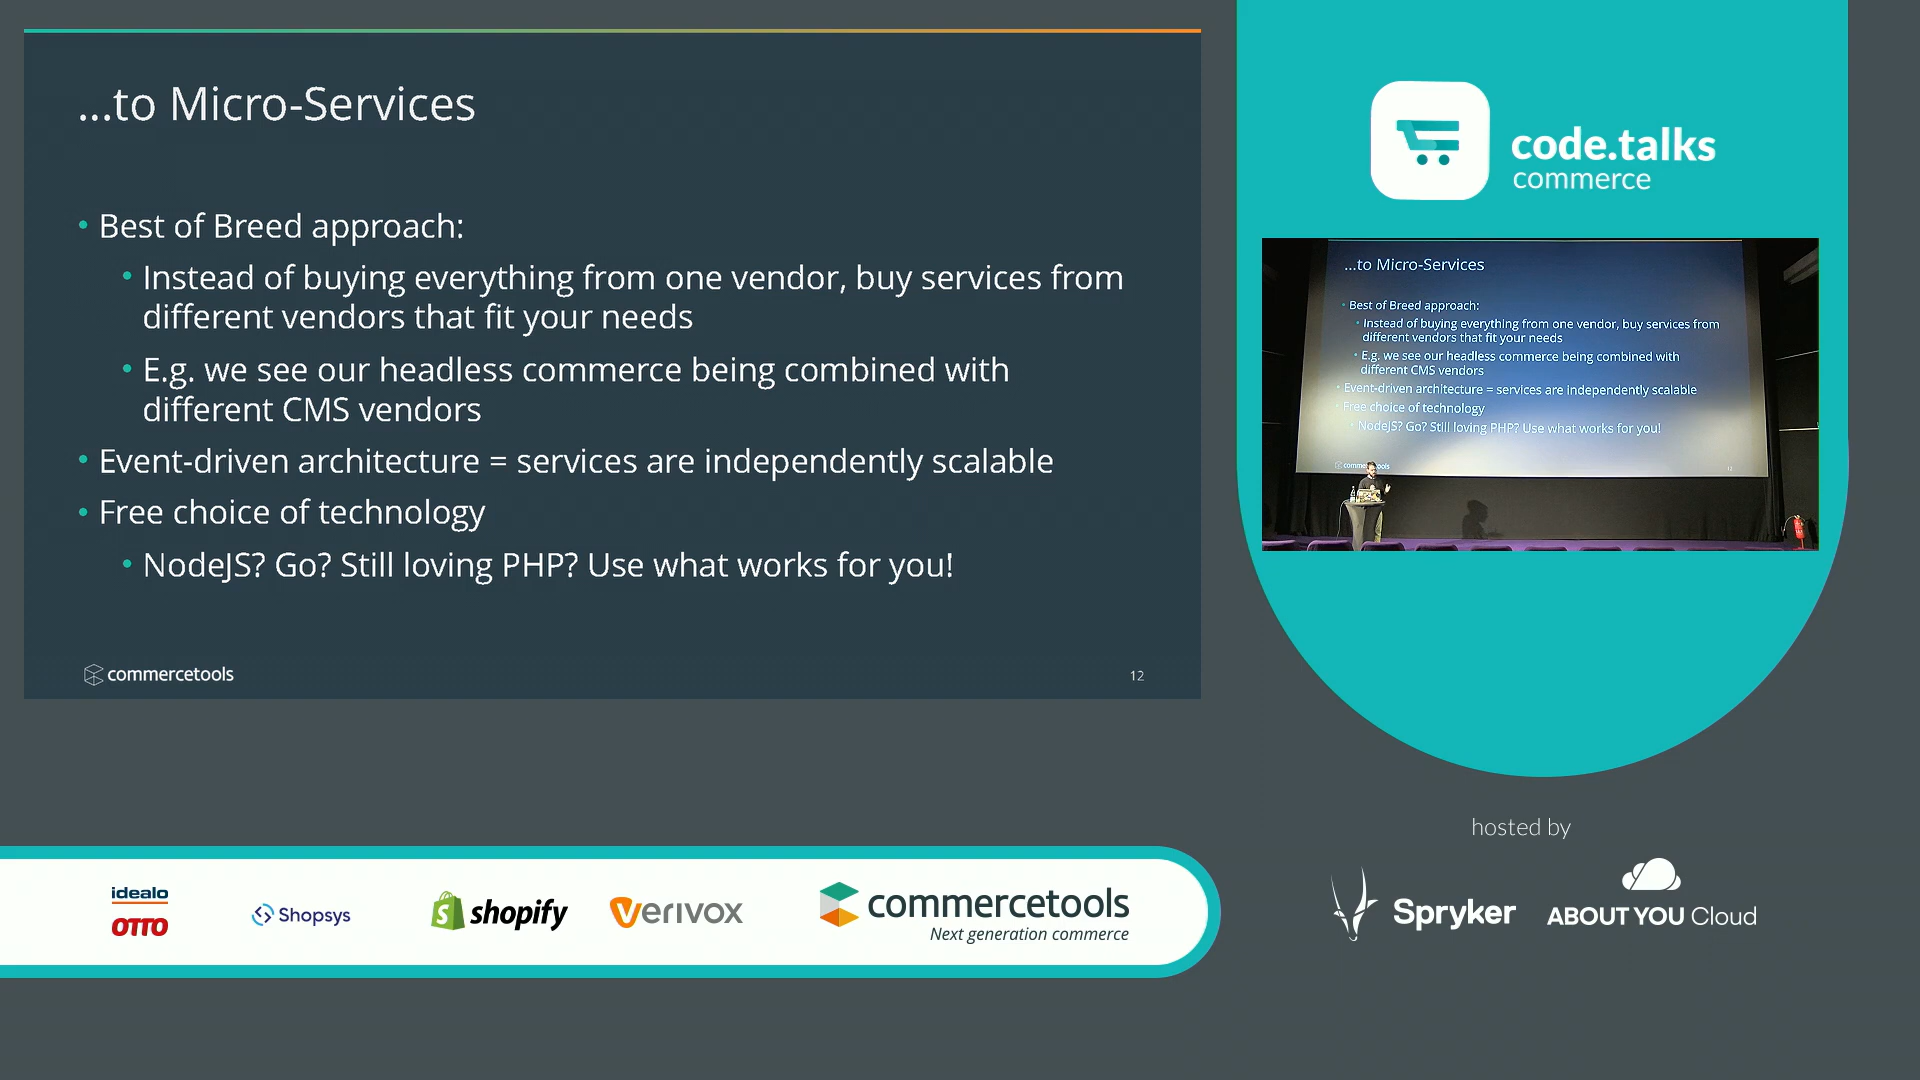 ...to Micro-Services
• Best of Breed approach:
• Instead of buying everything from one vendor, buy services from
different vendors that fit your needs
• E.g. we see our headless commerce being combined with
different CMS vendors
• Event-driven architecture = services are independently scalable
• Free choice of technology
• NodeJS? Go? Still loving PHP? Use what works for you!
commercetools
12
code.talks
commerce
...to Micro-Services
• Best of Breed approach:
• Instead of buying everything from one vendor, buy services from
different vendors that fit your needs
• E.g. we see our headless commerce being combined with
different CMS vendors
• Event-driven architecture = services are independently scalable
• Free choice of technology
• NodeJS? Go? Still loving PHP? Use what works for you!
hosted by
Spryker
ABOUT YOU Cloud
idealo
OTTO
Shopsys
shopify
VERIVOX
commercetools
Next generation commerce